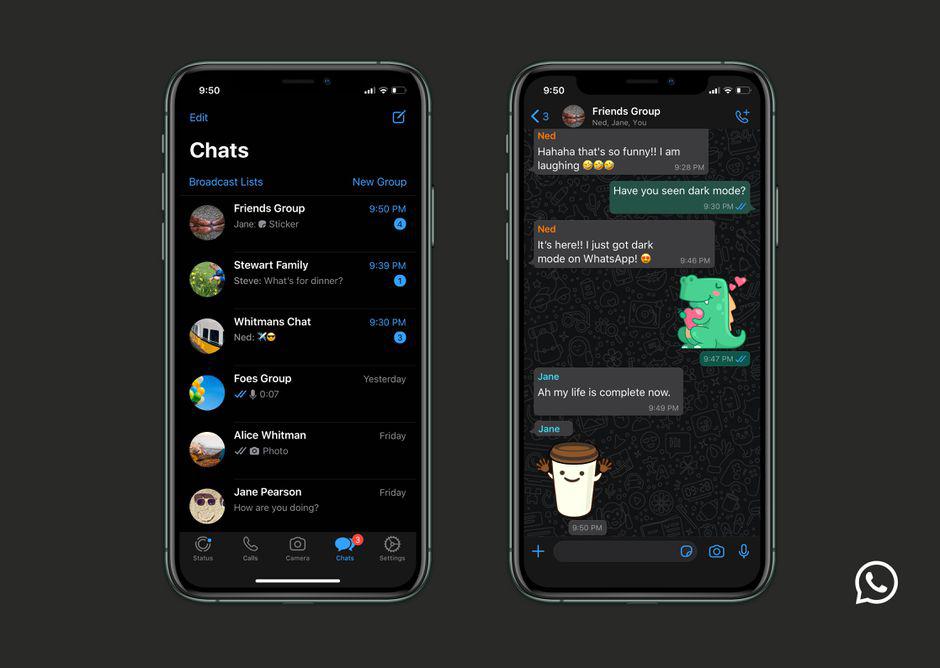 9:50
Edit
Chats
Broadcast Lists New Group
Friends Group 9:50 PM
Jane: Sticker 4
Stewart Family 9:39 PM
Steve: What's for dinner? 1
Whitmans Chat 9:30 PM
Ned: ✈️😎 3
Foes Group Yesterday
0:07
Alice Whitman Friday
Photo
Jane Pearson Friday
How are you doing?
3
Status Calls Camera Chats Settings
9:50
3 Friends Group
Ned, Jane, You
Ned
Hahaha that's so funny!! I am
laughing 🤣🤣🤣 9:28 PM
Have you seen dark mode?
9:30 PM
Ned
It's here!! I just got dark
mode on WhatsApp! 😍 9:46 PM
9:47 PM
Jane
Ah my life is complete now.
9:49 PM
Jane
9:50 PM